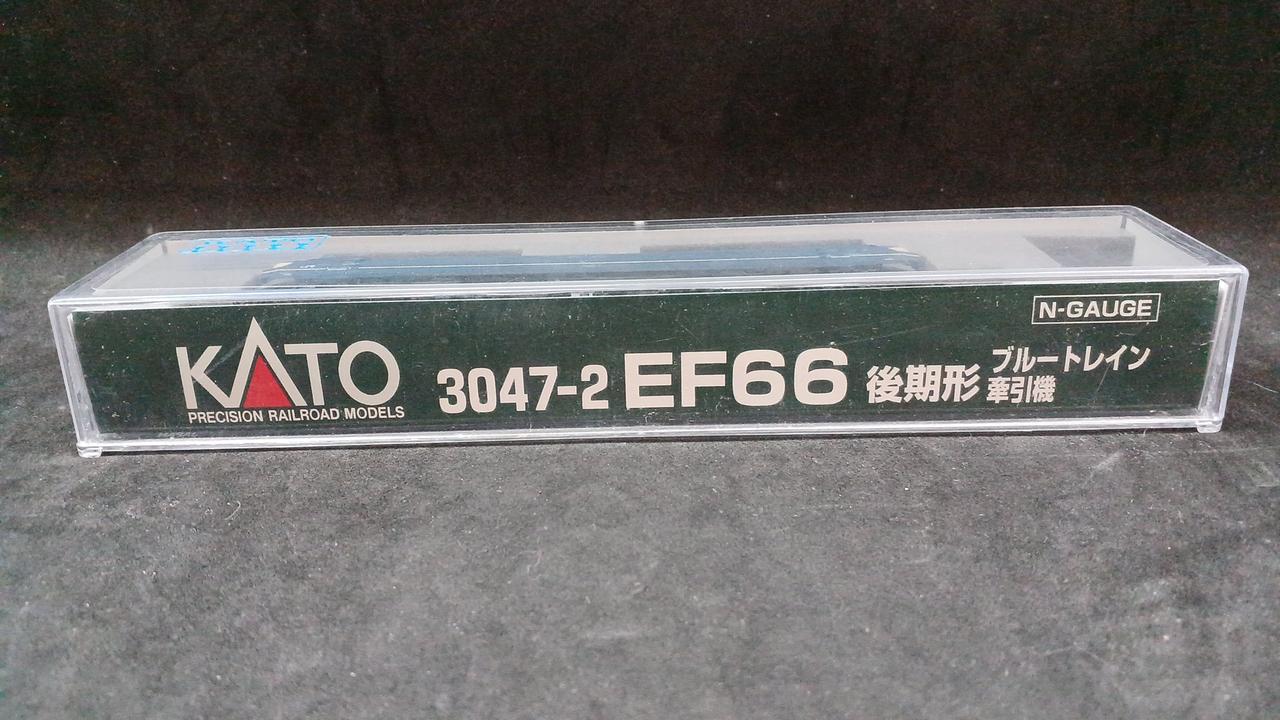 N-GAUGE
KATO
PRECISION RAILROAD MODELS
3047-2 EF66 後期形
ブルートレイン
牽引機